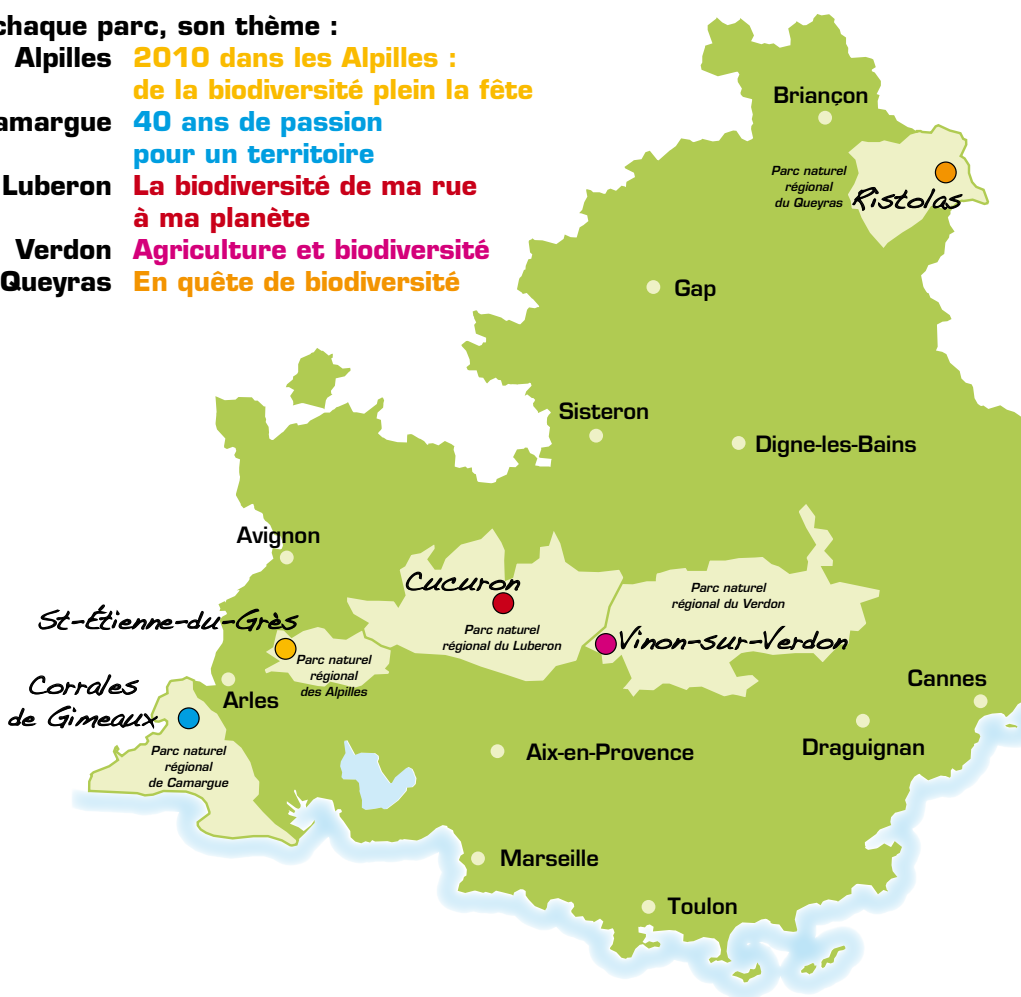 chaque parc, son thème :
Alpilles 2010 dans les Alpilles :
de la biodiversité plein la fête
amargue 40 ans de passion
pour un territoire
Luberon La biodiversité de ma rue
à ma planète
Verdon Agriculture et biodiversité
Queyras En quête de biodiversité
Briançon
Parc naturel
régional
du Queyras
Ristolas
Gap
Sisteron
Digne-les-Bains
Avignon
Cucuron
Parc naturel
régional du Verdon
St-Étienne-du-Grès
Parc naturel
régional du Luberon
Vinon-sur-Verdon
Parc naturel
régional
des Alpilles
Corrales
de Gimeaux
Arles
Cannes
Parc naturel
régional
de Camargue
Aix-en-Provence
Draguignan
Marseille
Toulon